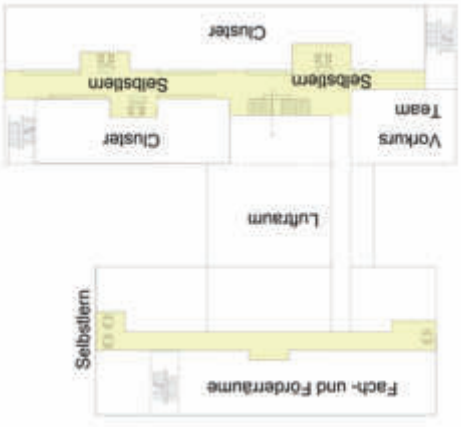 Fach- und Förderräume
Selbstlern
Luftraum
Vorkurs
Team
Cluster
Selbstlern
Selbstlern
Cluster